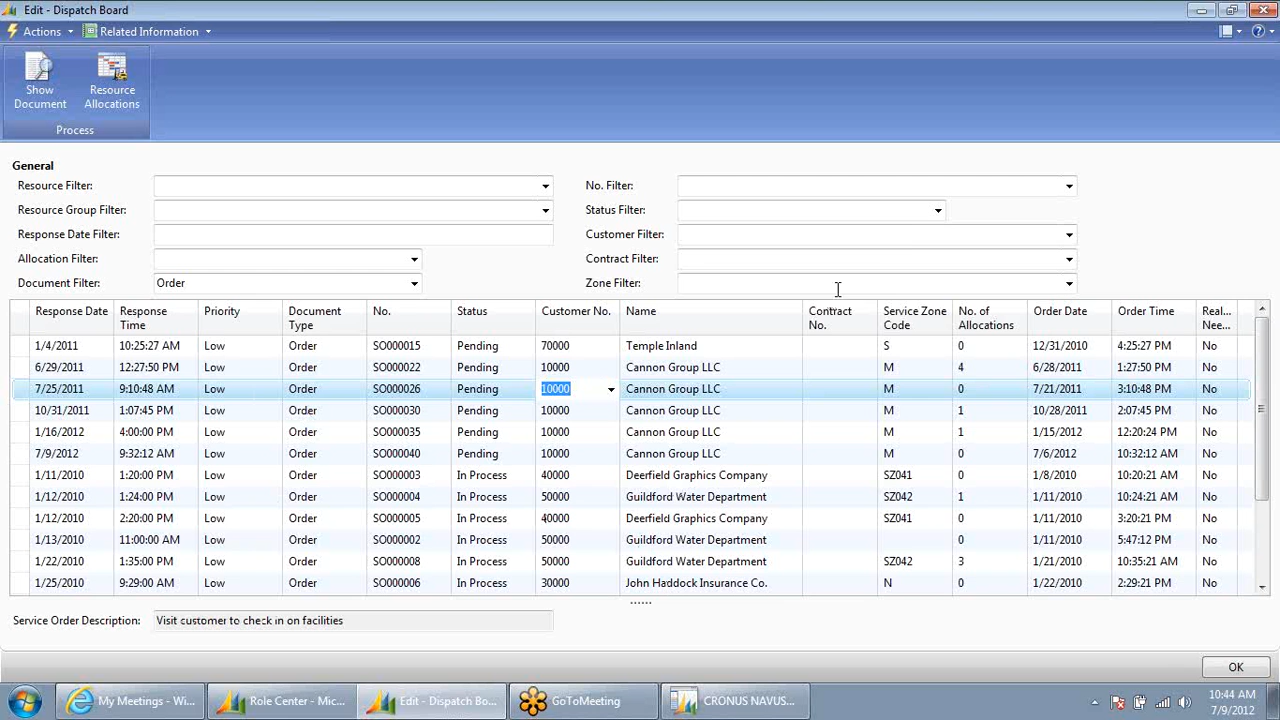 Edit - Dispatch Board
Actions Related Information
Show Document
Resource Allocations
Process
General
Resource Filter: No. Filter:
Resource Group Filter: Status Filter:
Response Date Filter: Customer Filter:
Allocation Filter: Contract Filter:
Document Filter: Order Zone Filter:
Response Date Response Time Priority Document Type No. Status Customer No. Name Contract No. Service Zone Code No. of Allocations Order Date Order Time Real... Nee...
1/4/2011 10:25:27 AM Low Order SO000015 Pending 70000 Temple Inland S 0 12/31/2010 4:25:27 PM No
6/29/2011 12:27:50 PM Low Order SO000022 Pending 10000 Cannon Group LLC M 4 6/28/2011 1:27:50 PM No
7/25/2011 9:10:48 AM Low Order SO000026 Pending 10000 Cannon Group LLC M 0 7/21/2011 3:10:48 PM No
10/31/2011 1:07:45 PM Low Order SO000030 Pending 10000 Cannon Group LLC M 1 10/28/2011 2:07:45 PM No
1/16/2012 4:00:00 PM Low Order SO000035 Pending 10000 Cannon Group LLC M 1 1/15/2012 12:20:24 PM No
7/9/2012 9:32:12 AM Low Order SO000040 Pending 10000 Cannon Group LLC M 0 7/6/2012 10:32:12 AM No
1/11/2010 1:20:00 PM Low Order SO000003 In Process 40000 Deerfield Graphics Company SZ041 0 1/8/2010 10:20:21 AM No
1/12/2010 1:24:00 PM Low Order SO000004 In Process 50000 Guildford Water Department SZ042 1 1/11/2010 10:24:21 AM No
1/12/2010 2:20:00 PM Low Order SO000005 In Process 40000 Deerfield Graphics Company SZ041 0 1/11/2010 3:20:21 PM No
1/13/2010 11:00:00 AM Low Order SO000002 In Process 50000 Guildford Water Department 0 1/11/2010 5:47:12 PM No
1/22/2010 1:35:00 PM Low Order SO000008 In Process 50000 Guildford Water Department SZ042 3 1/21/2010 10:35:21 AM No
1/25/2010 9:29:00 AM Low Order SO000006 In Process 30000 John Haddock Insurance Co. N 0 1/22/2010 2:29:21 PM No
Service Order Description: Visit customer to check in on facilities
OK
My Meetings - Wi... Role Center - Mic... Edit - Dispatch Bo... GoToMeeting CRONUS NAVUS... 10:44 AM
7/9/2012